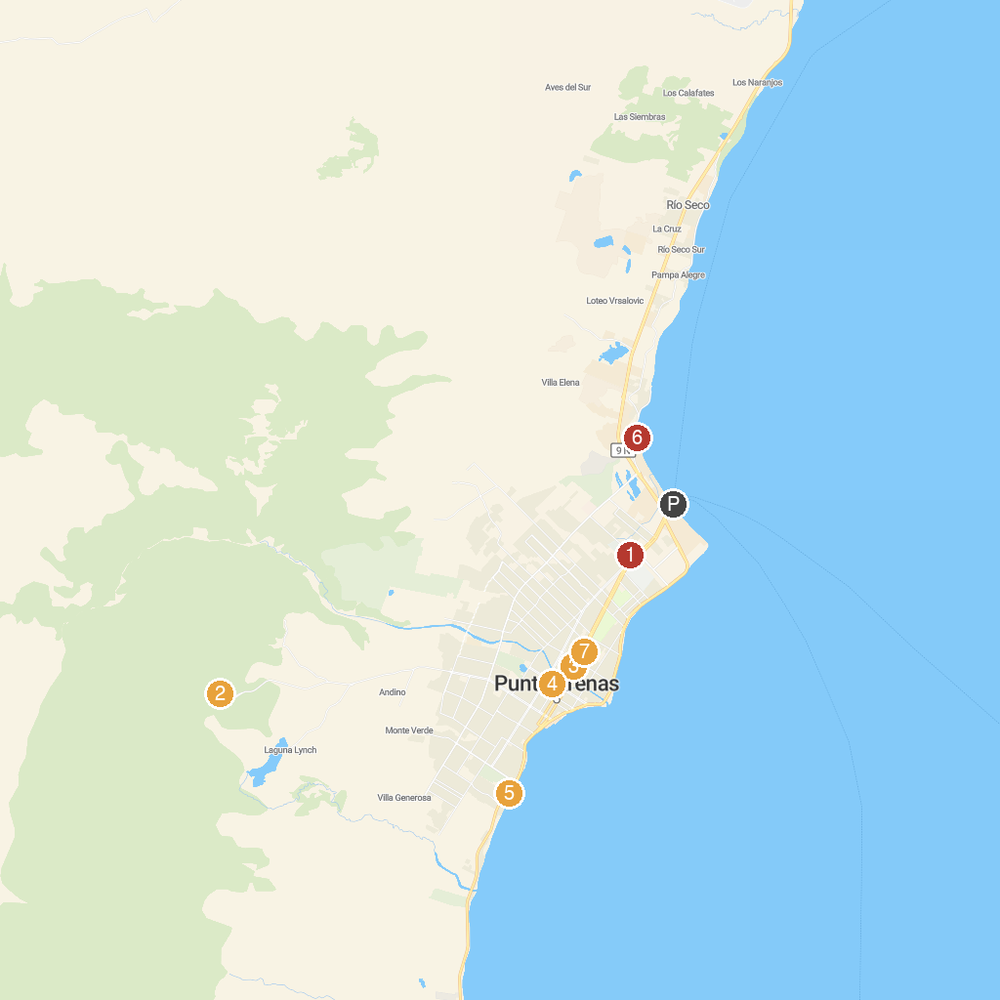 Los Naranjos
Aves del Sur
Los Calafates
Las Siembras
Río Seco
La Cruz
Río Seco Sur
Pampa Alegre
Loteo Vrsalovic
Villa Elena
6
9 N
P
1
7
3
4
Punta Arenas
2
Andino
Monte Verde
Laguna Lynch
5
Villa Generosa